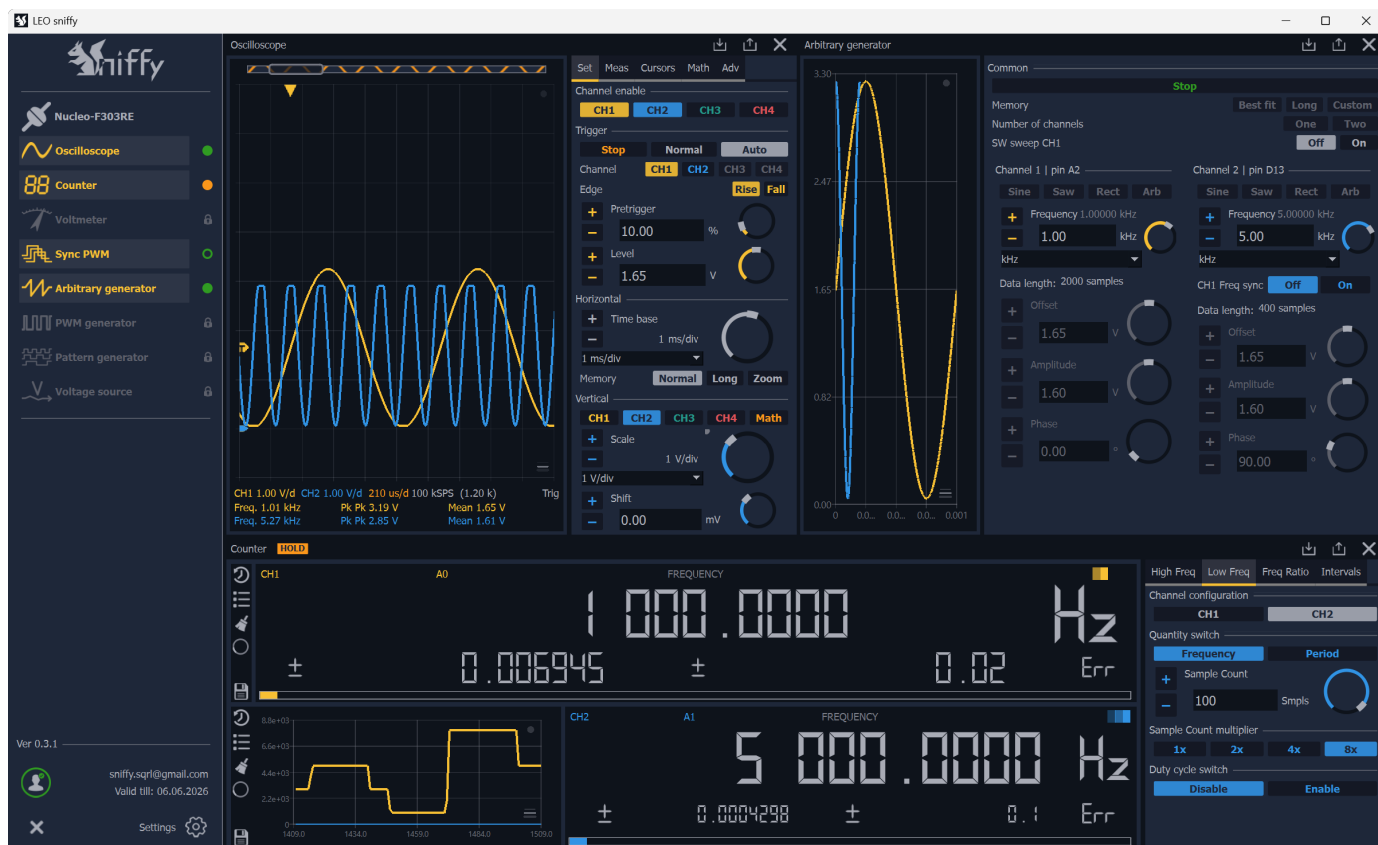 LEO sniffy
Sniffy
Nucleo-F303RE
Oscilloscope
Counter
Voltmeter
Sync PWM
Arbitrary generator
PWM generator
Pattern generator
Voltage source
Ver 0.3.1
sniffy.sqrl@gmail.com
Valid till: 06.06.2026
Settings
Oscilloscope
CH1 1.00 V/d CH2 1.00 V/d 210 us/d 100 kSPS (1.20 k) Trig
Freq. 1.01 kHz Pk Pk 3.19 V Mean 1.65 V
Freq. 5.27 kHz Pk Pk 2.85 V Mean 1.61 V
Set Meas Cursors Math Adv
Channel enable
CH1 CH2 CH3 CH4
Trigger
Stop Normal Auto
Channel CH1 CH2 CH3 CH4
Edge Rise Fall
+ Pretrigger
− 10.00 %
+ Level
− 1.65 V
Horizontal
+ Time base
− 1 ms/div
1 ms/div
Memory Normal Long Zoom
Vertical
CH1 CH2 CH3 CH4 Math
+ Scale
− 1 V/div
1 V/div
+ Shift
− 0.00 mV
Arbitrary generator
3.30
2.47
1.65
0.82
0.00
0 0.0... 0.0... 0.0... 0.001
Common
Stop
Memory Best fit Long Custom
Number of channels One Two
SW sweep CH1 Off On
Channel 1 | pin A2
Sine Saw Rect Arb
+ Frequency 1.00000 kHz
− 1.00 kHz
kHz
Data length: 2000 samples
+ Offset
− 1.65 V
+ Amplitude
− 1.60 V
+ Phase
− 0.00 °
Channel 2 | pin D13
Sine Saw Rect Arb
+ Frequency 5.00000 kHz
− 5.00 kHz
kHz
CH1 Freq sync Off On
Data length: 400 samples
+ Offset
− 1.65 V
+ Amplitude
− 1.60 V
+ Phase
− 90.00 °
Counter HOLD
CH1 A0 FREQUENCY
1 000.0000 Hz
± 0.006945 ± 0.02 Err
8.8e+03
6.6e+03
4.4e+03
2.2e+03
0
1409.0 1434.0 1459.0 1484.0 1509.0
CH2 A1 FREQUENCY
5 000.0000 Hz
± 0.0004298 ± 0.1 Err
High Freq Low Freq Freq Ratio Intervals
Channel configuration
CH1 CH2
Quantity switch
Frequency Period
+ Sample Count
− 100 Smpls
Sample Count multiplier
1x 2x 4x 8x
Duty cycle switch
Disable Enable